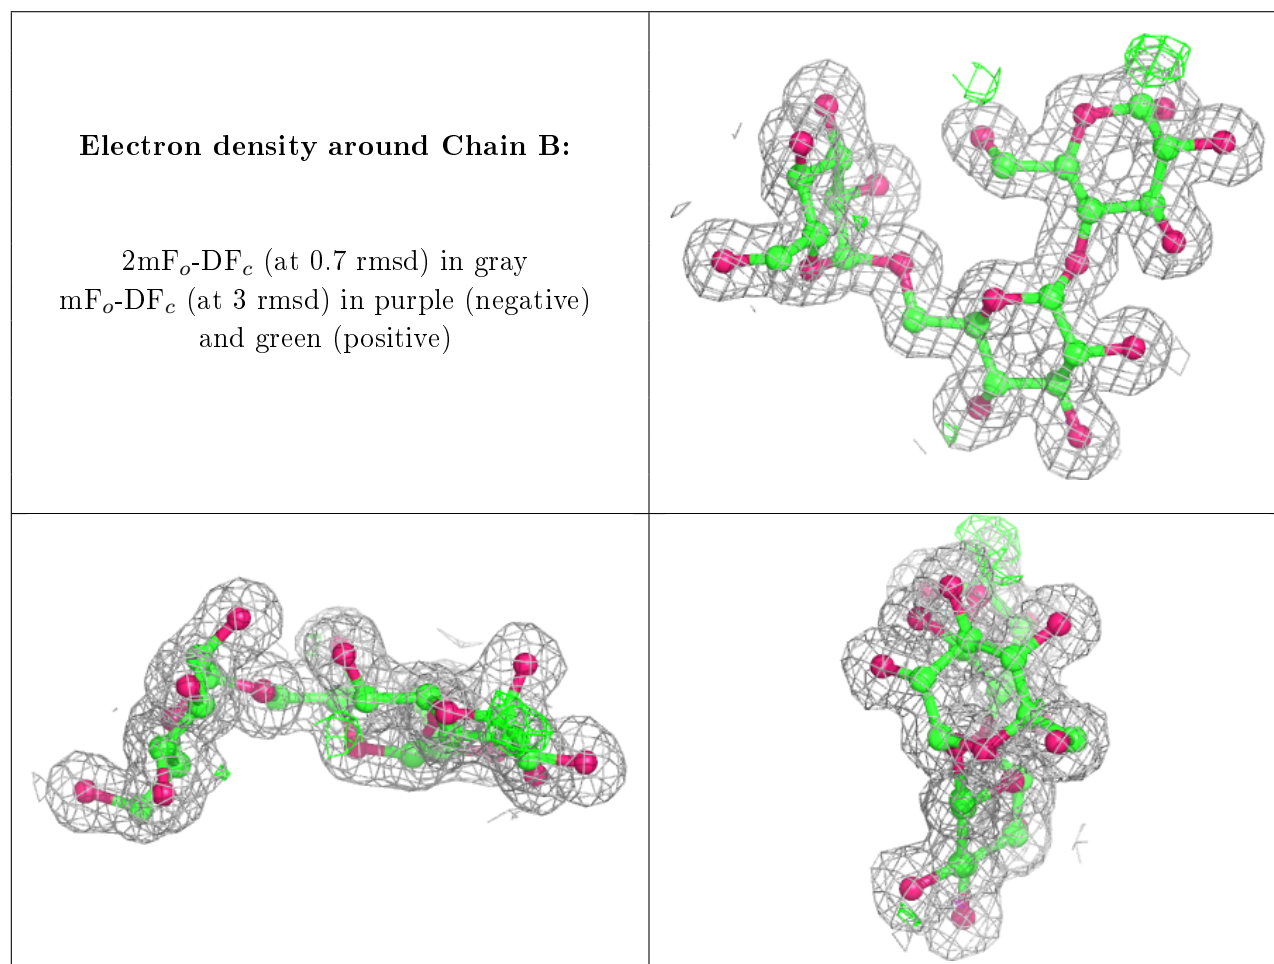 Electron density around Chain B:
2mFₒ-DF𝒸 (at 0.7 rmsd) in gray
mFₒ-DF𝒸 (at 3 rmsd) in purple (negative)
and green (positive)